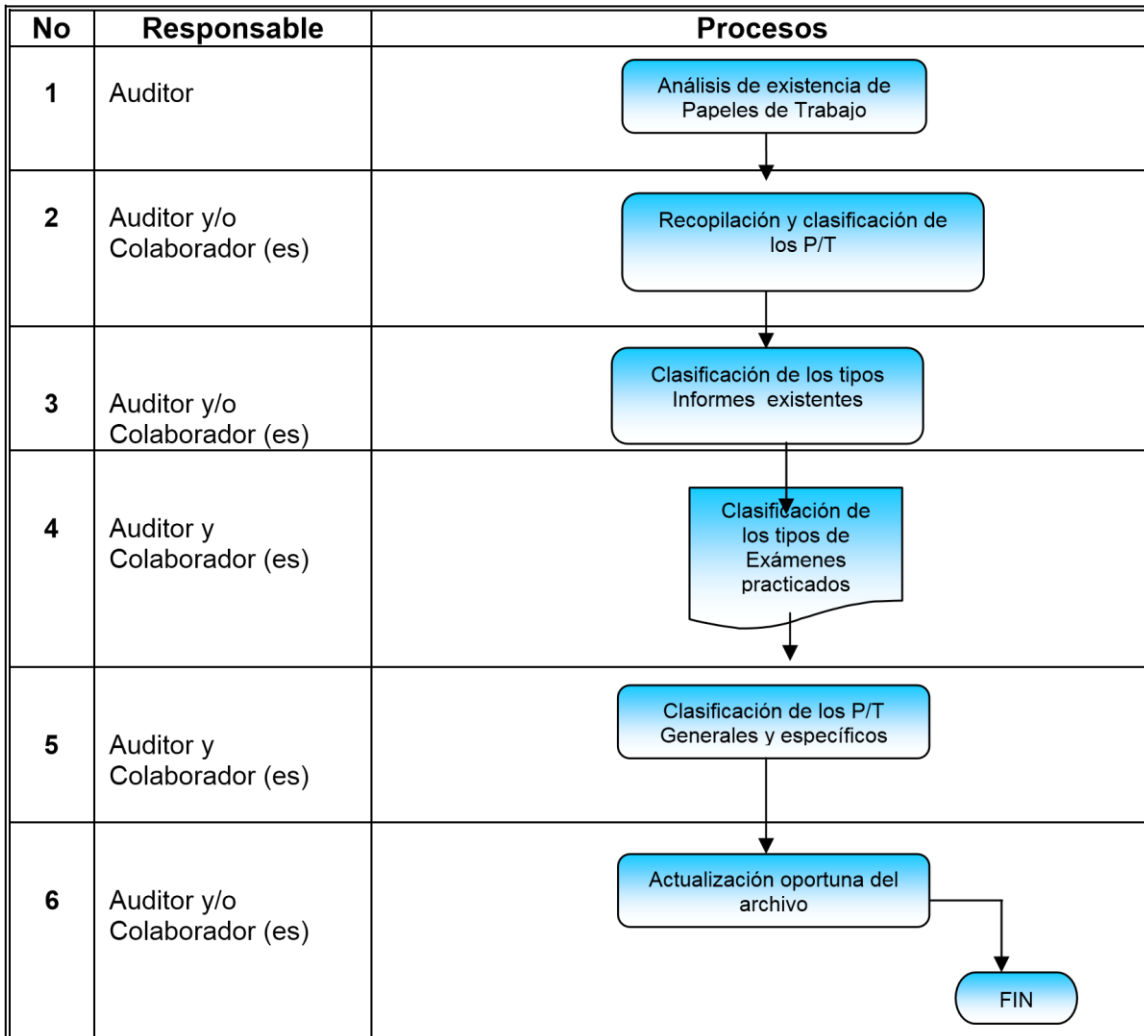 No Responsable Procesos
1 Auditor
Análisis de existencia de
Papeles de Trabajo
2 Auditor y/o
Colaborador (es)
Recopilación y clasificación de
los P/T
3 Auditor y/o
Colaborador (es)
Clasificación de los tipos
Informes existentes
4 Auditor y
Colaborador (es)
Clasificación de
los tipos de
Exámenes
practicados
5 Auditor y
Colaborador (es)
Clasificación de los P/T
Generales y específicos
6 Auditor y/o
Colaborador (es)
Actualización oportuna del
archivo
FIN